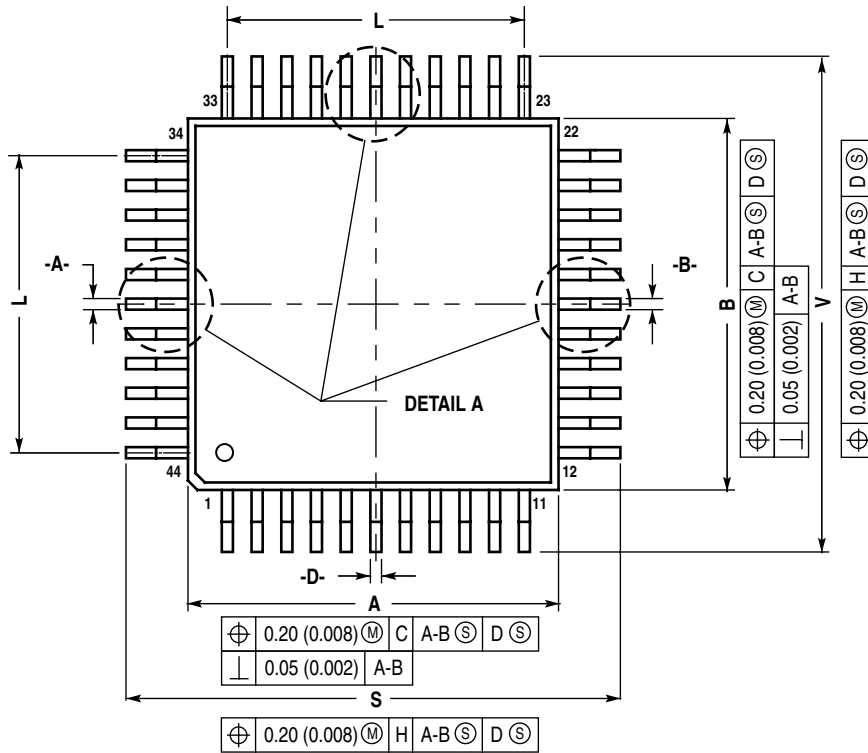 L
33
23
34
22
-A-
-B-
L
B
V
⌖ 0.20 (0.008) Ⓜ C A-B Ⓢ D Ⓢ
⊥ 0.05 (0.002) A-B
⌖ 0.20 (0.008) Ⓜ H A-B Ⓢ D Ⓢ
DETAIL A
44
12
1
11
-D-
A
⌖ 0.20 (0.008) Ⓜ C A-B Ⓢ D Ⓢ
⊥ 0.05 (0.002) A-B
S
⌖ 0.20 (0.008) Ⓜ H A-B Ⓢ D Ⓢ